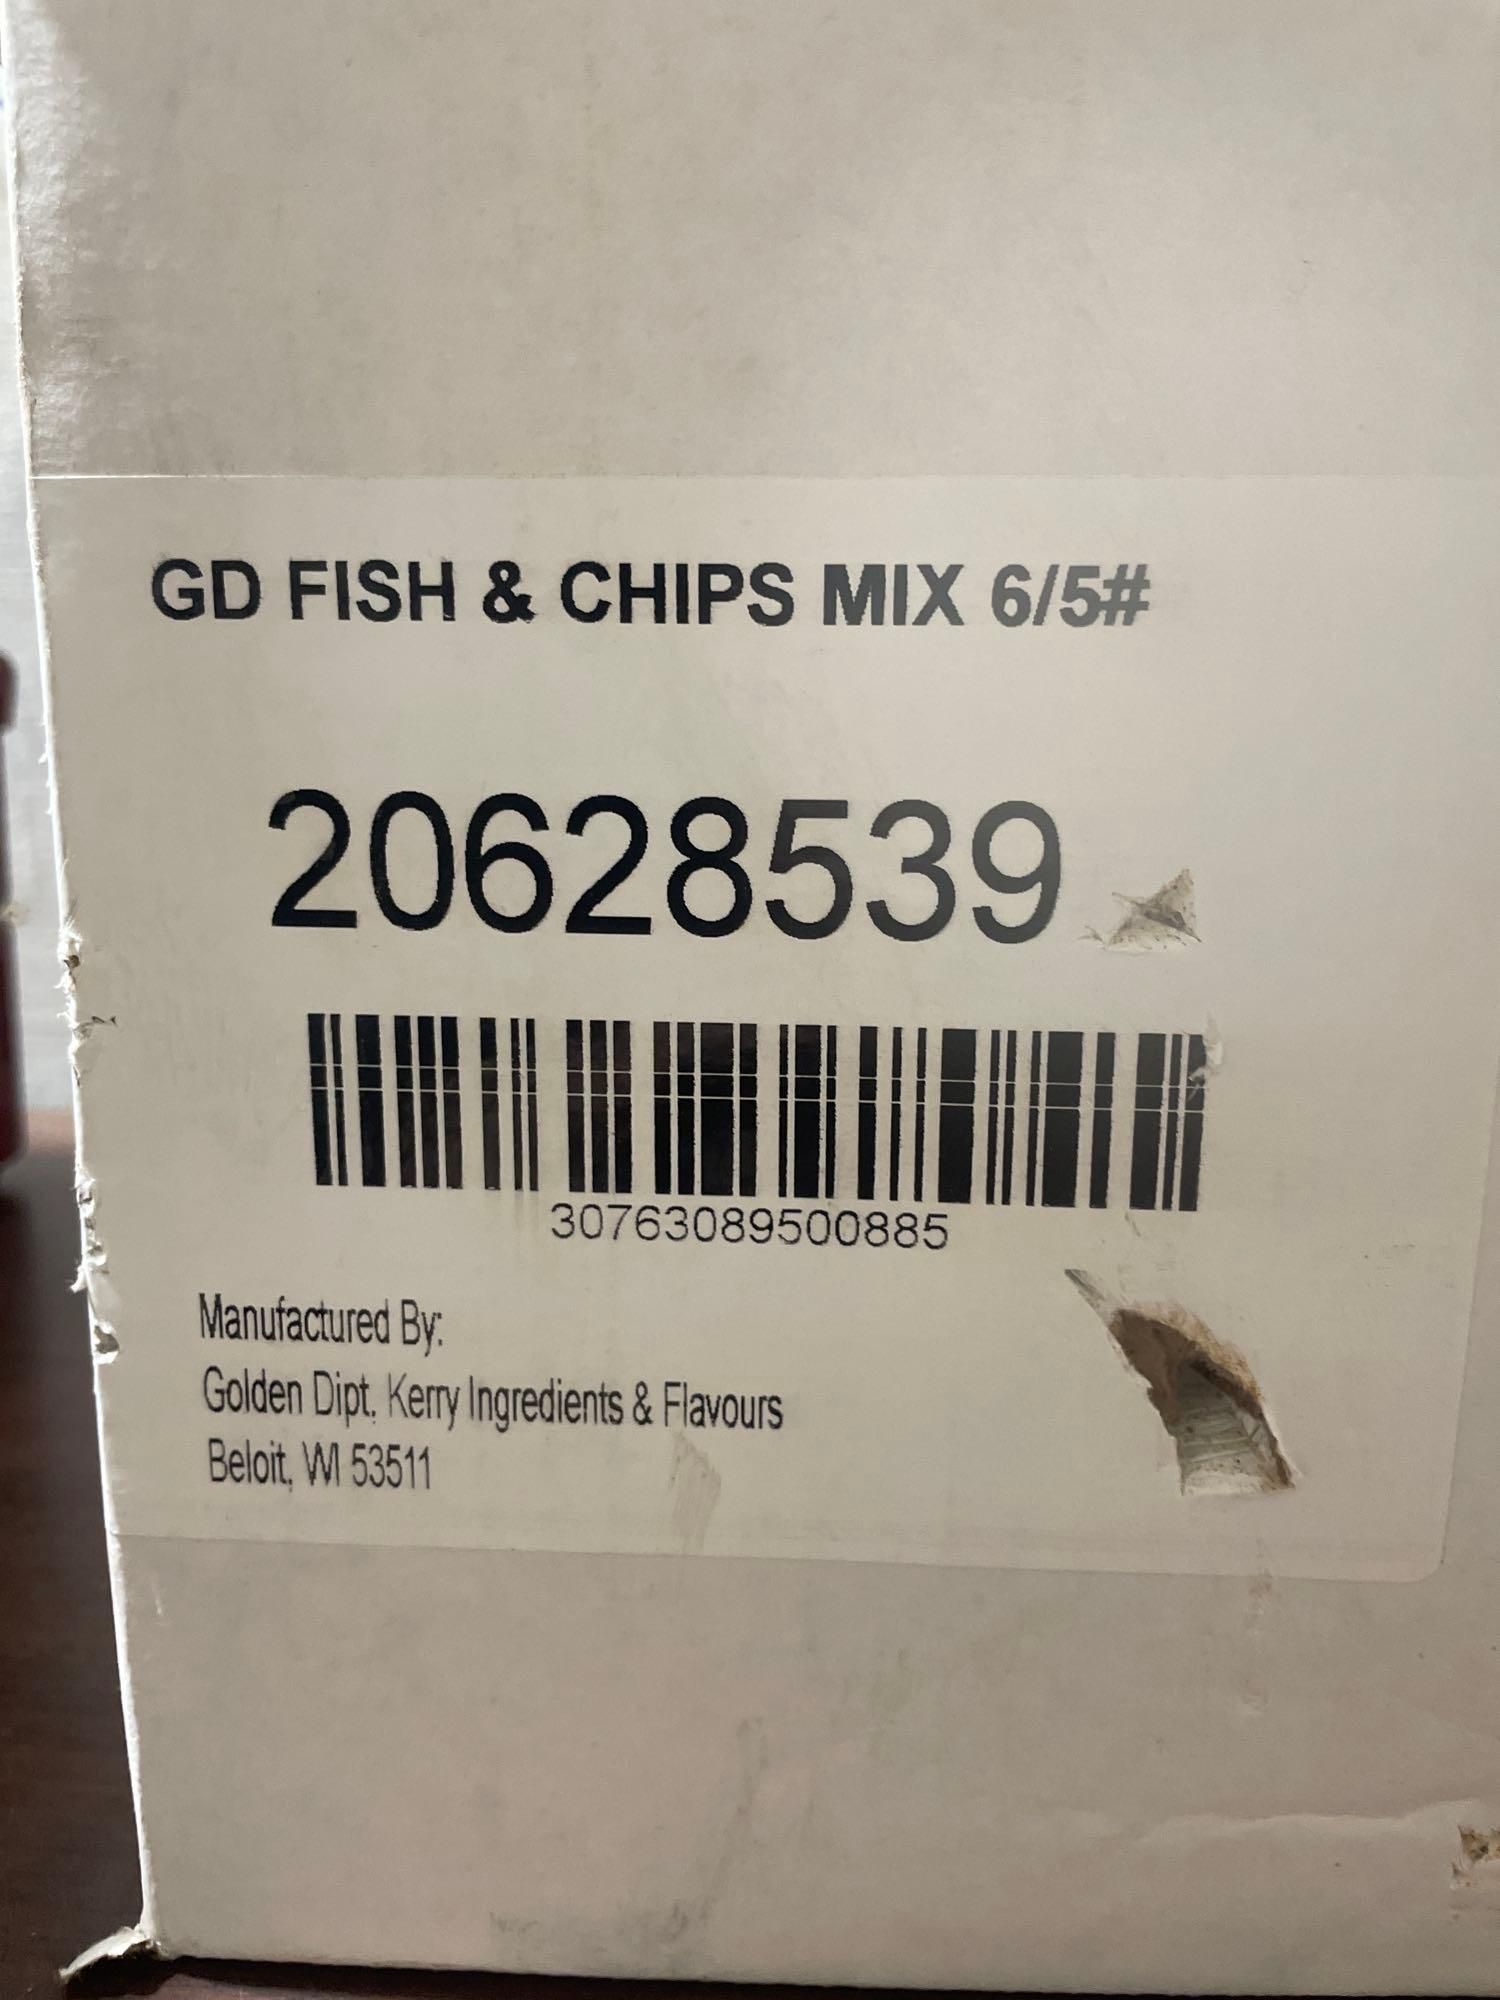 GD FISH & CHIPS MIX 6/5#
20628539
30763089500885
Manufactured By:
Golden Dipt, Kerry Ingredients & Flavours
Beloit, WI 53511